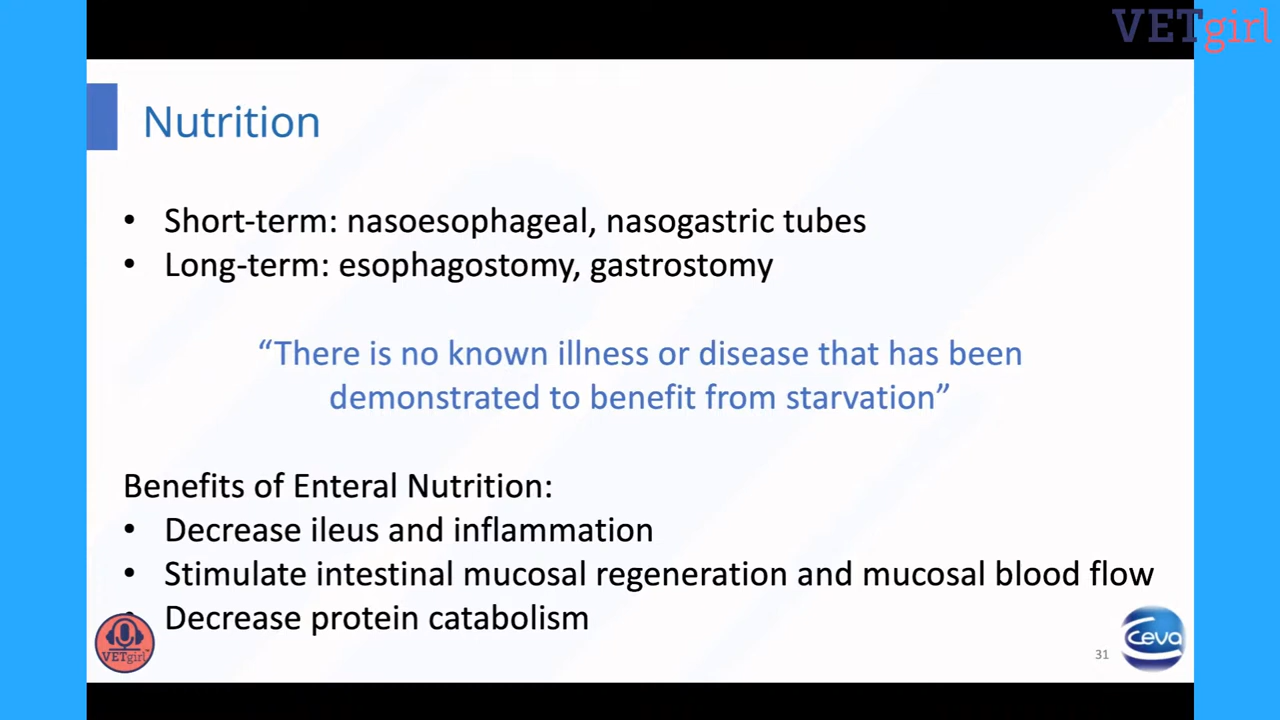 VETgirl
Nutrition
• Short-term: nasoesophageal, nasogastric tubes
• Long-term: esophagostomy, gastrostomy
“There is no known illness or disease that has been
demonstrated to benefit from starvation”
Benefits of Enteral Nutrition:
• Decrease ileus and inflammation
• Stimulate intestinal mucosal regeneration and mucosal blood flow
• Decrease protein catabolism
VETgirl
31
Ceva